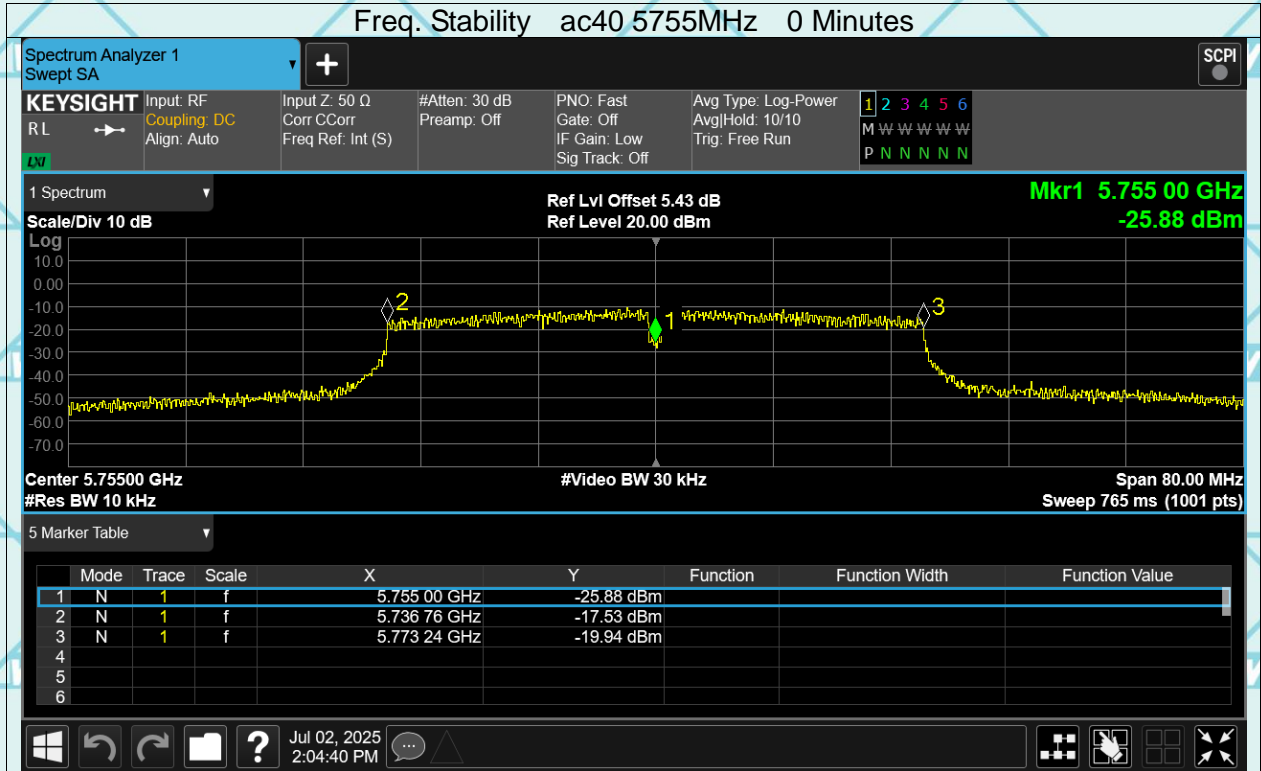 Freq. Stability ac40 5755MHz 0 Minutes
Spectrum Analyzer 1
Swept SA
SCPI
KEYSIGHT Input: RF Input Z: 50 Ω #Atten: 30 dB PNO: Fast Avg Type: Log-Power 1 2 3 4 5 6
RL Coupling: DC Corr CCorr Preamp: Off Gate: Off Avg|Hold: 10/10 M W W W W W W
Align: Auto Freq Ref: Int (S) IF Gain: Low Trig: Free Run P N N N N N N
LXI Sig Track: Off
1 Spectrum Ref Lvl Offset 5.43 dB Mkr1 5.755 00 GHz
Scale/Div 10 dB Ref Level 20.00 dBm -25.88 dBm
Log
10.0
0.00
-10.0
-20.0
-30.0
-40.0
-50.0
-60.0
-70.0
2
1
3
Center 5.75500 GHz #Video BW 30 kHz Span 80.00 MHz
#Res BW 10 kHz Sweep 765 ms (1001 pts)
5 Marker Table
Mode Trace Scale X Y Function Function Width Function Value
1 N 1 f 5.755 00 GHz -25.88 dBm
2 N 1 f 5.736 76 GHz -17.53 dBm
3 N 1 f 5.773 24 GHz -19.94 dBm
4
5
6
? Jul 02, 2025
2:04:40 PM